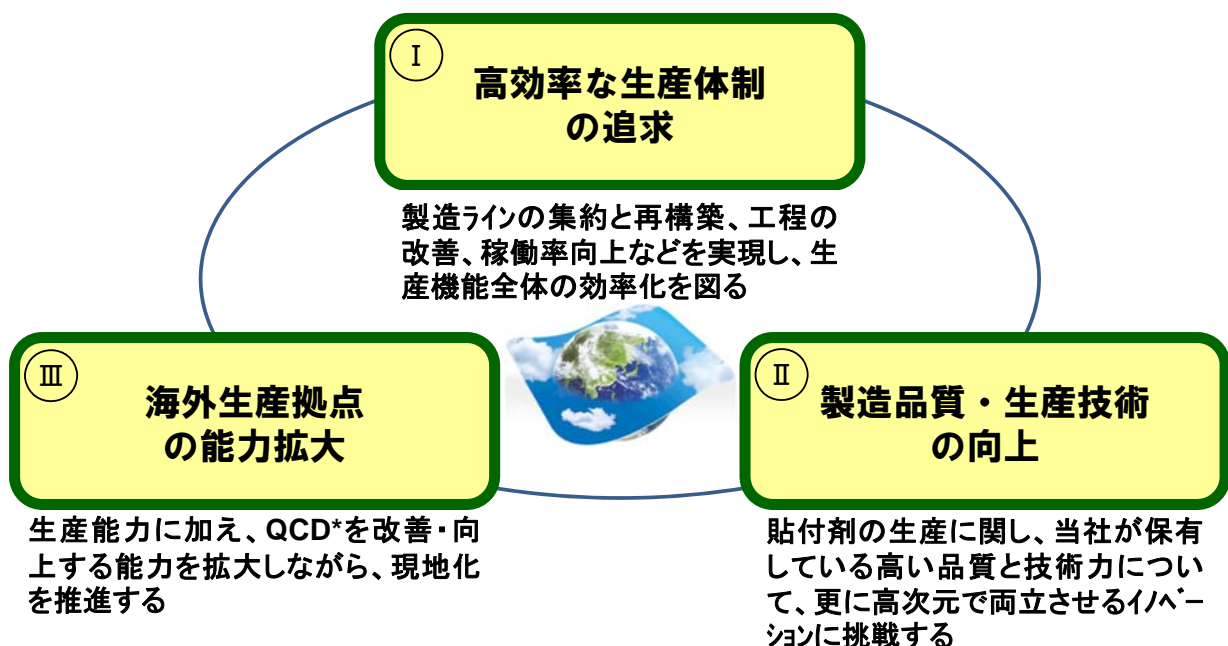 Ⅰ
高効率な生産体制
の追求
製造ﾗｲﾝの集約と再構築、工程の
改善、稼働率向上などを実現し、生
産機能全体の効率化を図る
Ⅱ
製造品質・生産技術
の向上
貼付剤の生産に関し、当社が保有
している高い品質と技術力につい
て、更に高次元で両立させるｲﾉﾍﾞｰ
ｼｮﾝに挑戦する
Ⅲ
海外生産拠点
の能力拡大
生産能力に加え、QCD*を改善・向
上する能力を拡大しながら、現地化
を推進する